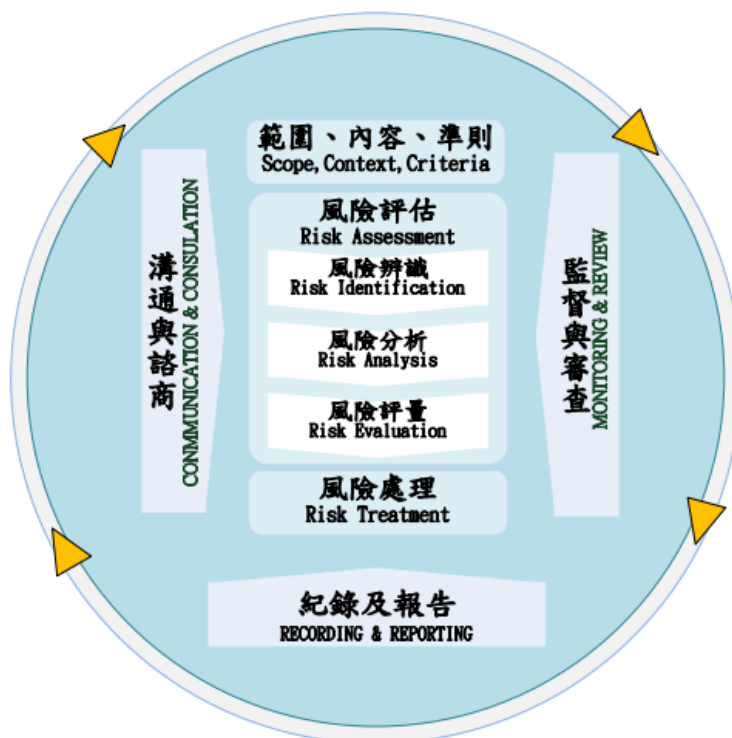 範圍、內容、準則
Scope,Context,Criteria
風險評估
Risk Assessment
風險辨識
Risk Identification
風險分析
Risk Analysis
風險評量
Risk Evaluation
風險處理
Risk Treatment
溝通與諮商
CONMMUNICATION & CONSULATION
監督與審查
MONITORING & REVIEW
紀錄及報告
RECORDING & REPORTING